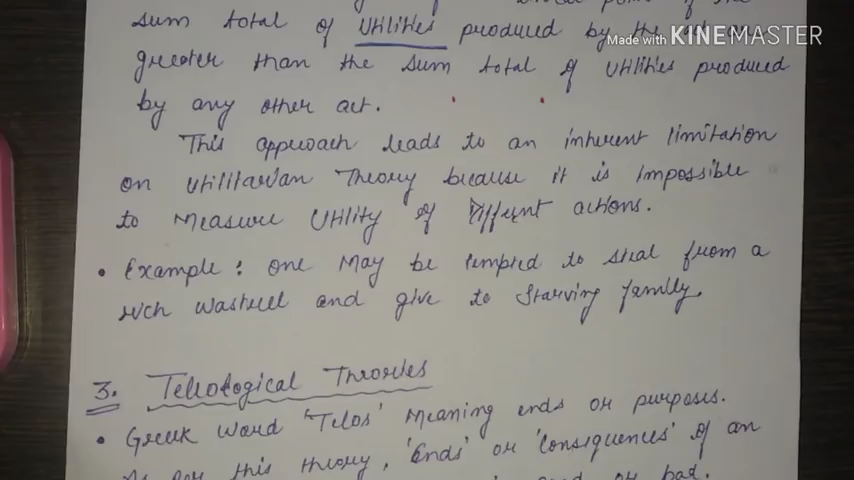 sum total of Utilities produced by the
Made with KINEMASTER
greater than the sum total of utilities produced
by any other act.
This approach leads to an inherent limitation
on utilitarian Theory because it is Impossible
to Measure Utility of Different actions.
• Example : one May be tempted to steal from a
rich wastrel and give to starving family.
3. Teleological Theories
• Greek word 'Telos' Meaning ends or purposes.
As per this theory, 'Ends' or 'consequences' of an
or bad.